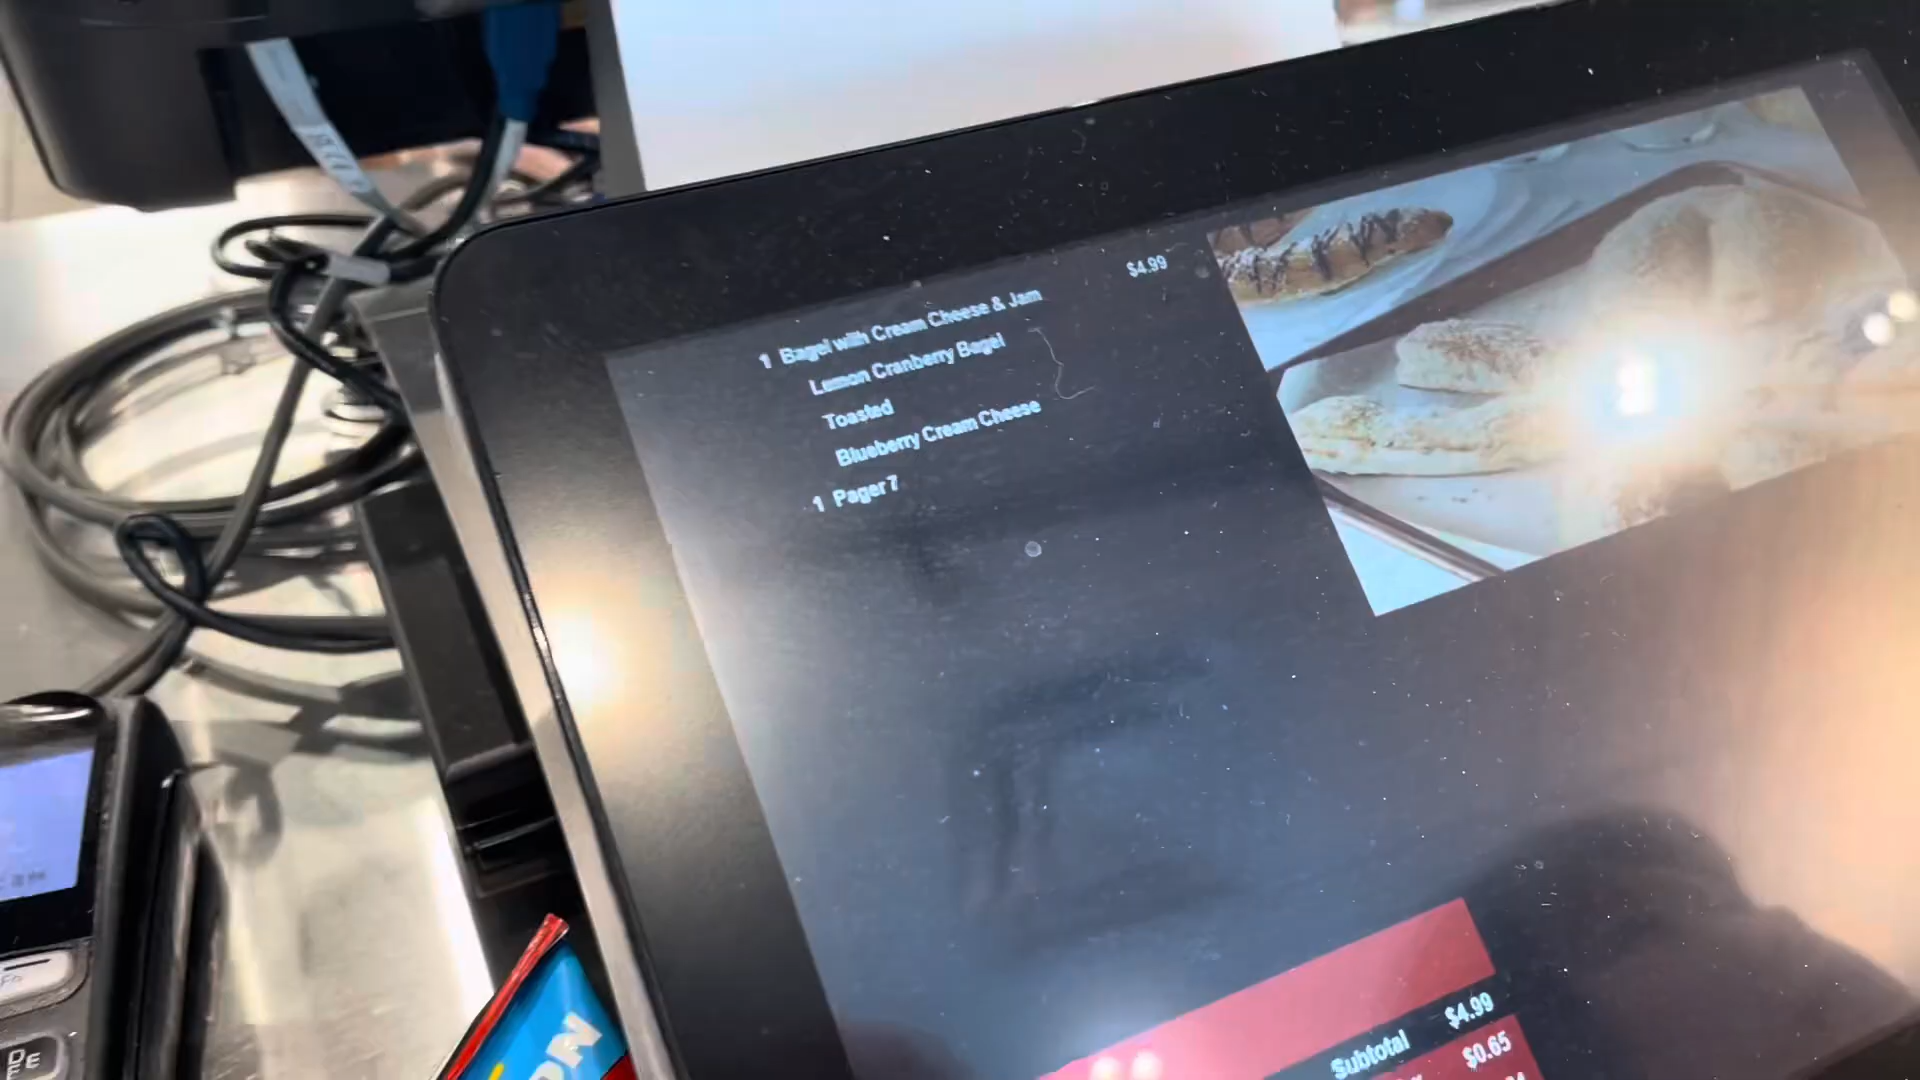 1 Bagel with Cream Cheese & Jam $4.99
Lemon Cranberry Bagel
Toasted
Blueberry Cream Cheese
1 Pager 7
Subtotal $4.99
$0.65